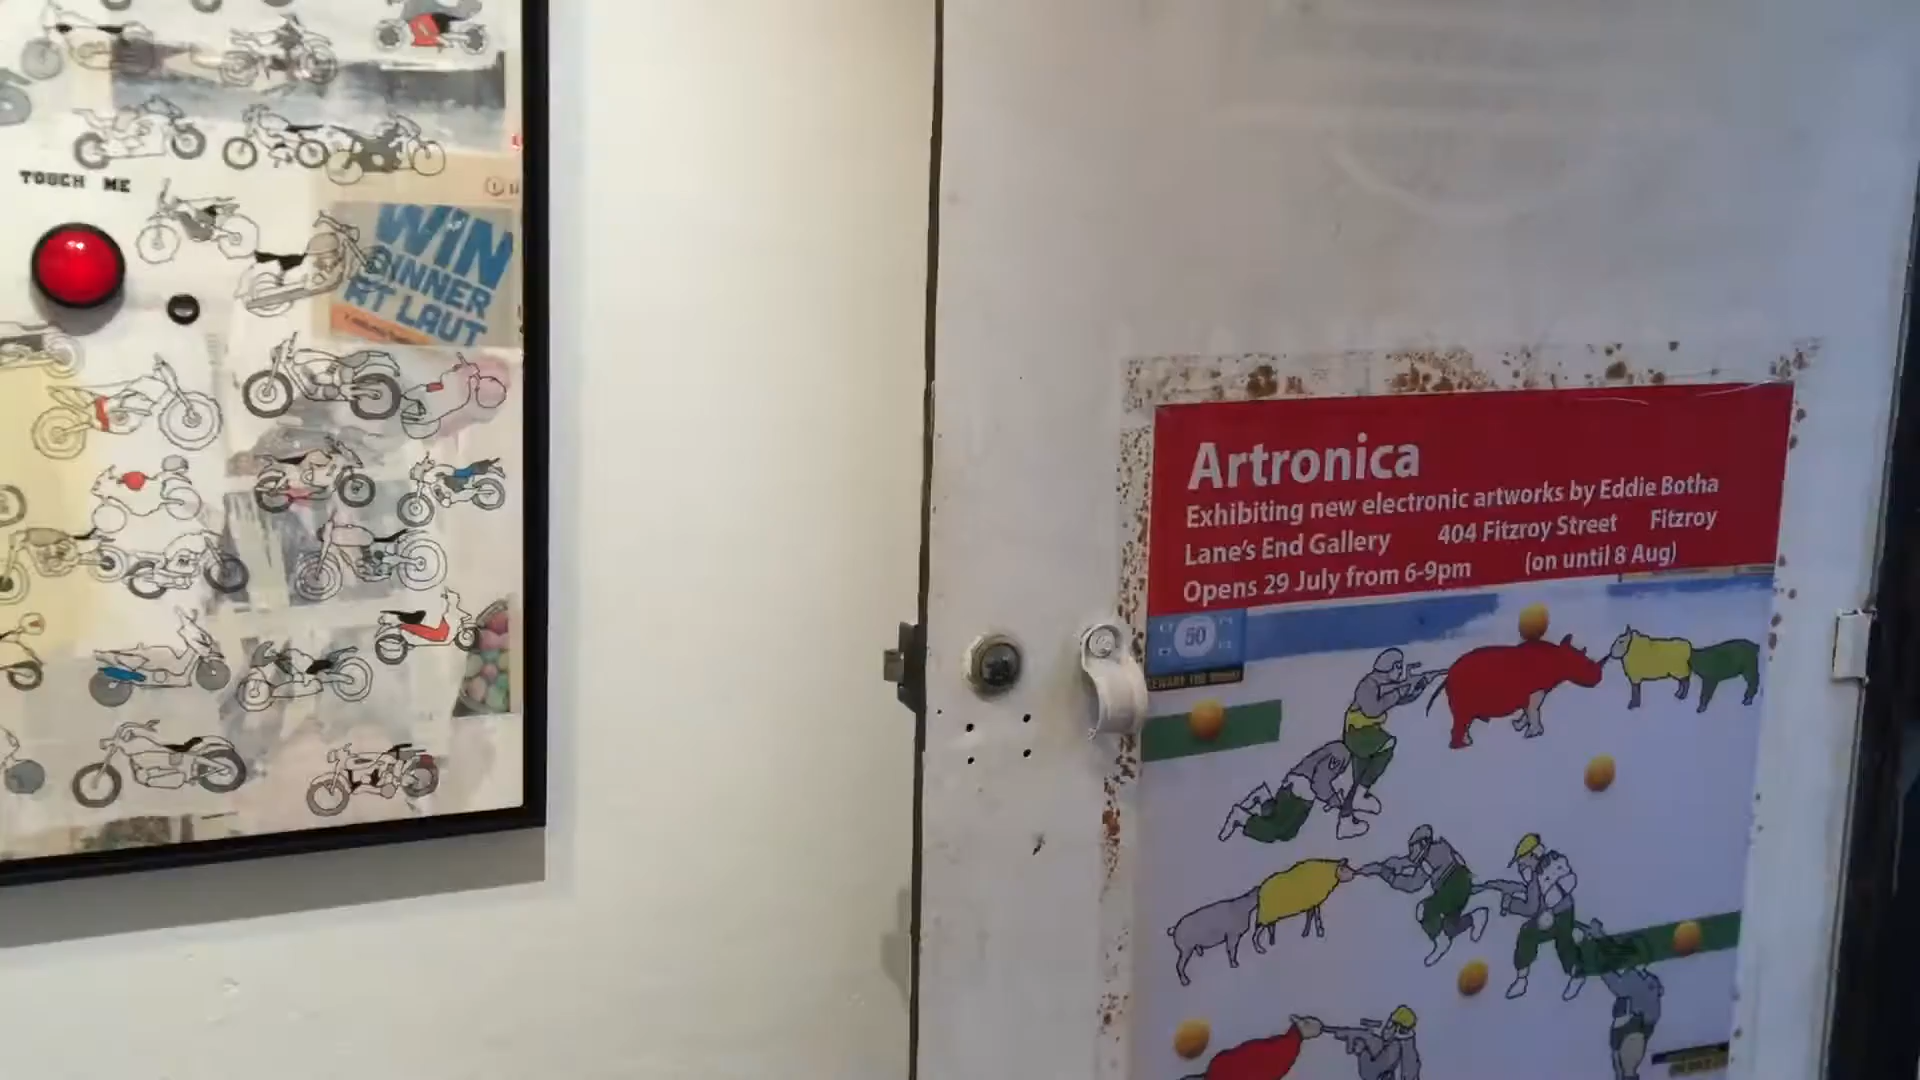 TOUCH ME
WIN
DINNER
AT LAUT
Artronica
Exhibiting new electronic artworks by Eddie Botha
Lane's End Gallery 404 Fitzroy Street Fitzroy
Opens 29 July from 6-9pm (on until 8 Aug)
50